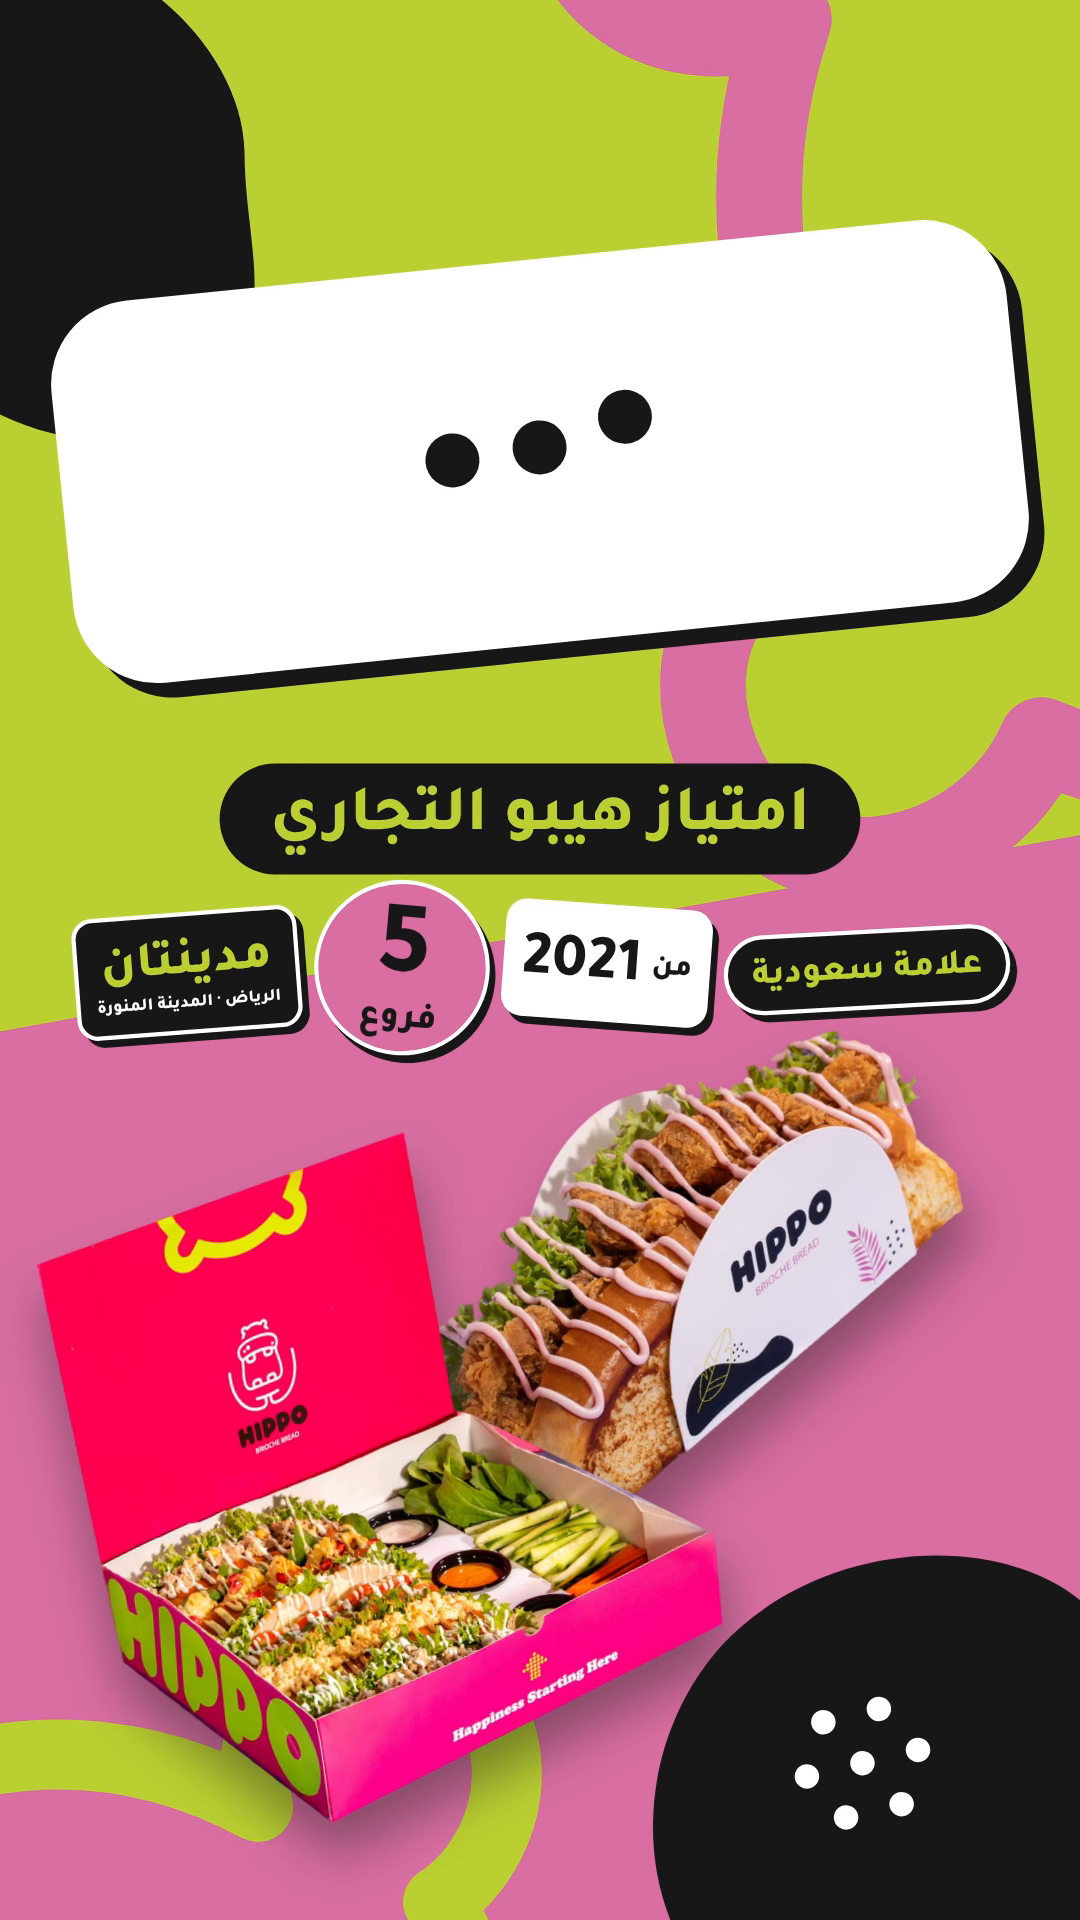 امتياز هيبو التجاري
علامة سعودية
من 2021
5
فروع
مدينتان
الرياض · المدينة المنورة
HIPPO
BRIOCHE BREAD
HIPPO
BRIOCHE BREAD
HIPPO
Happiness Starting Here